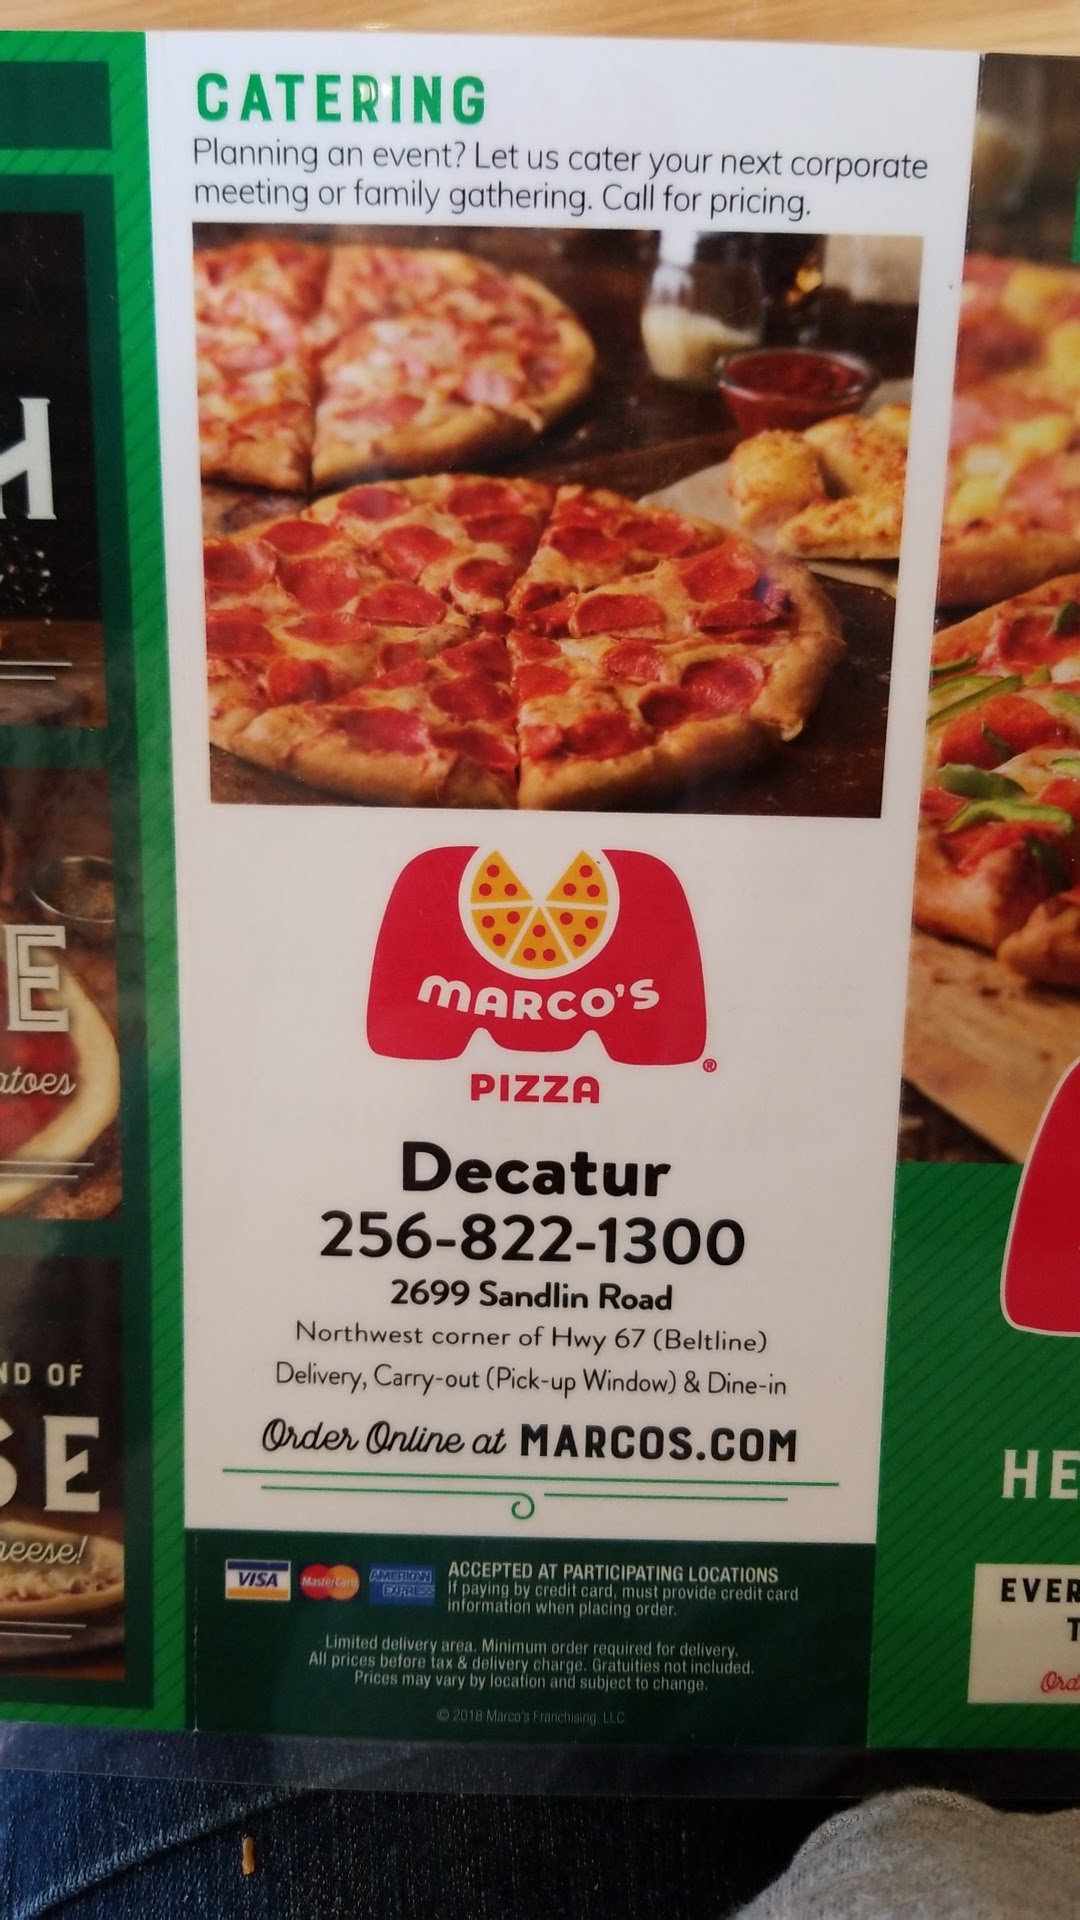 CATERING
Planning an event? Let us cater your next corporate
meeting or family gathering. Call for pricing.
MARCO'S
®
PIZZA
Decatur
256-822-1300
2699 Sandlin Road
Northwest corner of Hwy 67 (Beltline)
Delivery, Carry-out (Pick-up Window) & Dine-in
Order Online at MARCOS.COM
VISA MasterCard AMERICAN EXPRESS
ACCEPTED AT PARTICIPATING LOCATIONS
If paying by credit card, must provide credit card
information when placing order.
Limited delivery area. Minimum order required for delivery.
All prices before tax & delivery charge. Gratuities not included.
Prices may vary by location and subject to change.
© 2018 Marco's Franchising, LLC